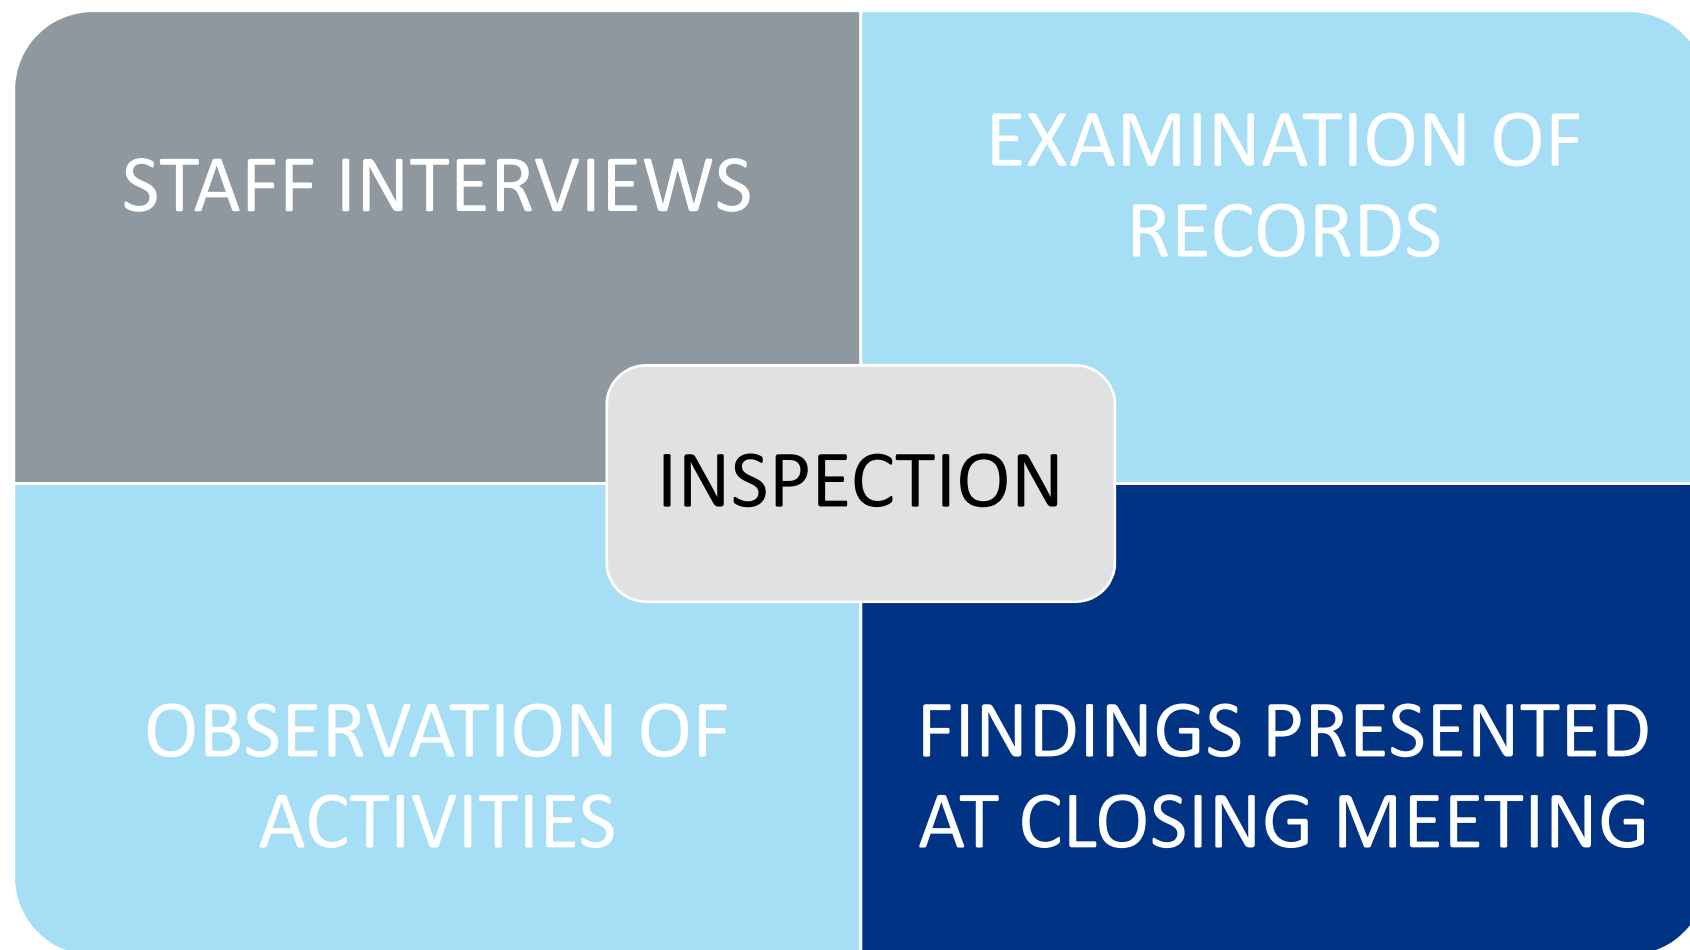 STAFF INTERVIEWS
EXAMINATION OF
RECORDS
INSPECTION
OBSERVATION OF
ACTIVITIES
FINDINGS PRESENTED
AT CLOSING MEETING